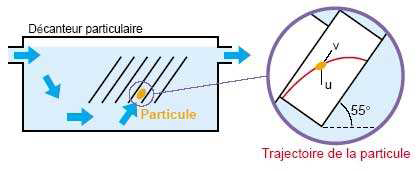 Décanteur particulaire
Particule
v
u
55°
Trajectoire de la particule